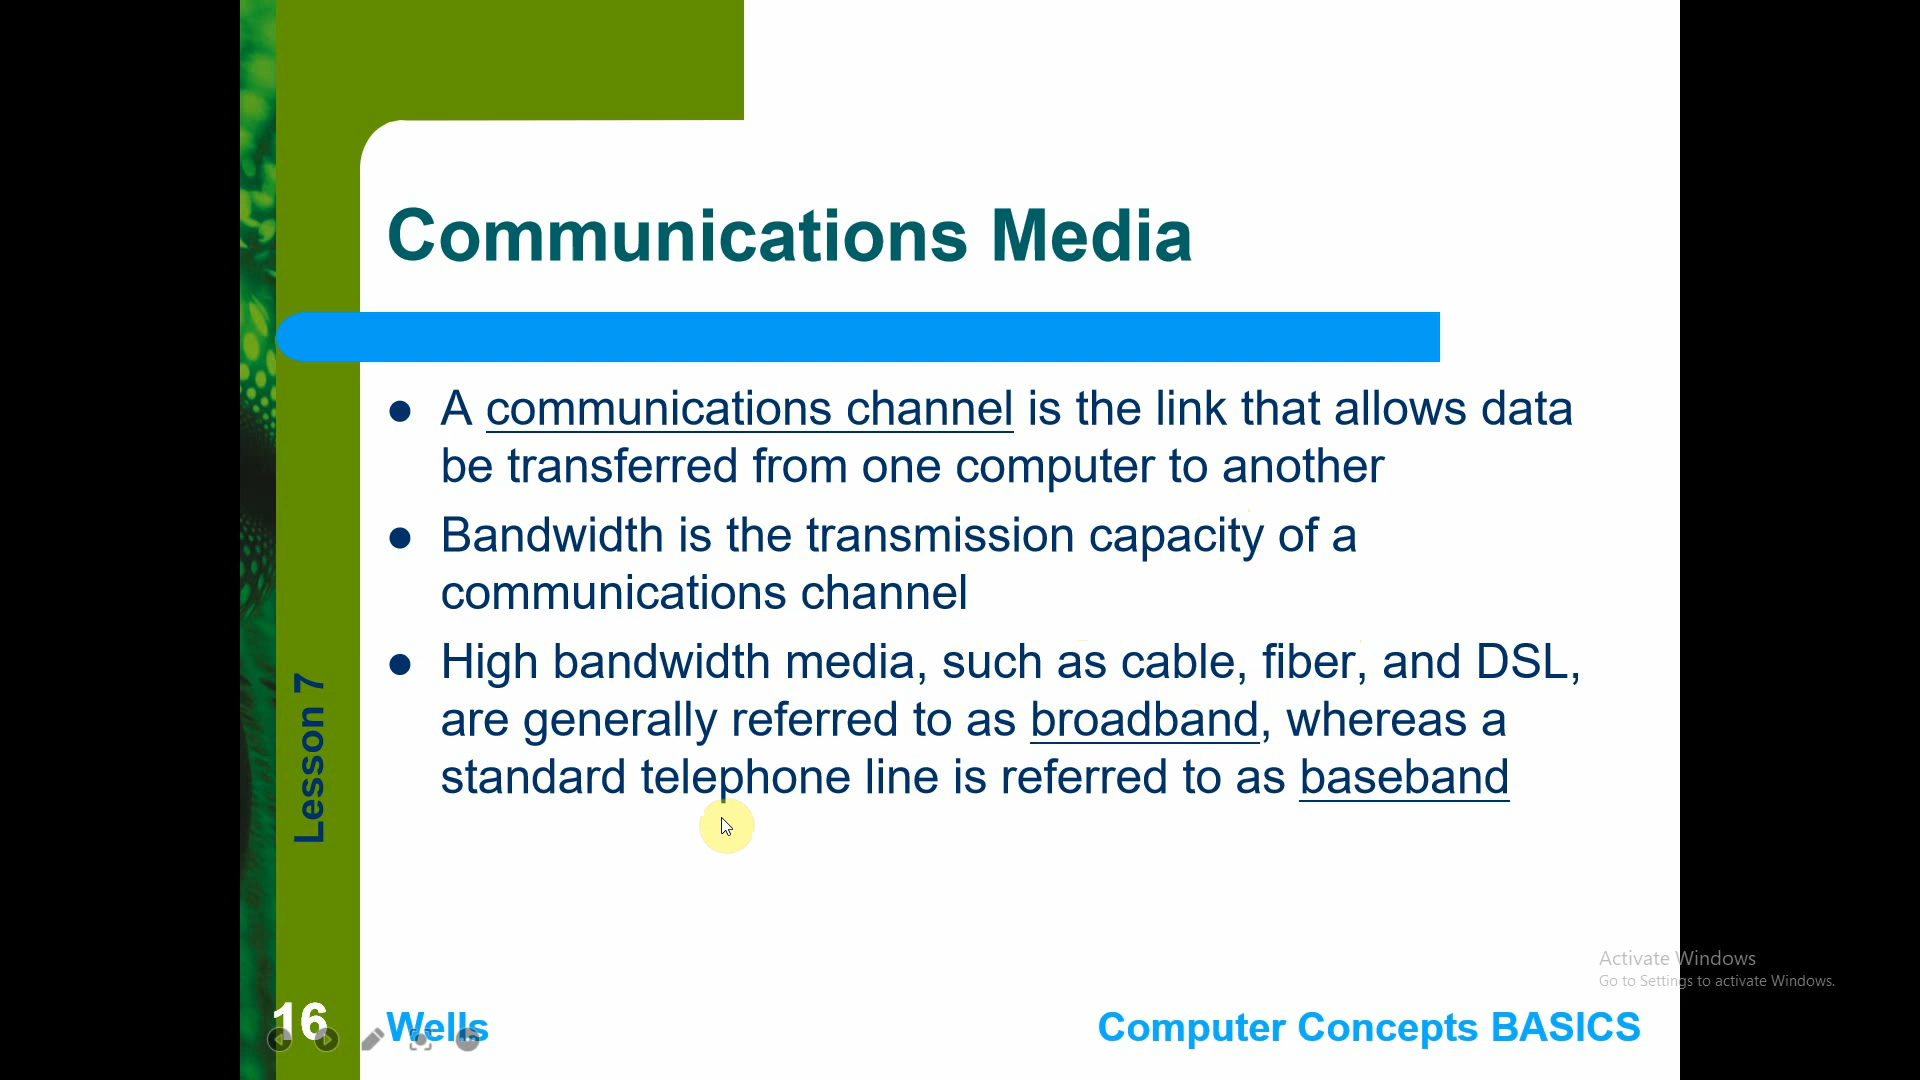 Communications Media
A communications channel is the link that allows data
be transferred from one computer to another
Bandwidth is the transmission capacity of a
communications channel
High bandwidth media, such as cable, fiber, and DSL,
are generally referred to as broadband, whereas a
standard telephone line is referred to as baseband
Lesson 7
Activate Windows
Go to Settings to activate Windows.
16
Wells
Computer Concepts BASICS